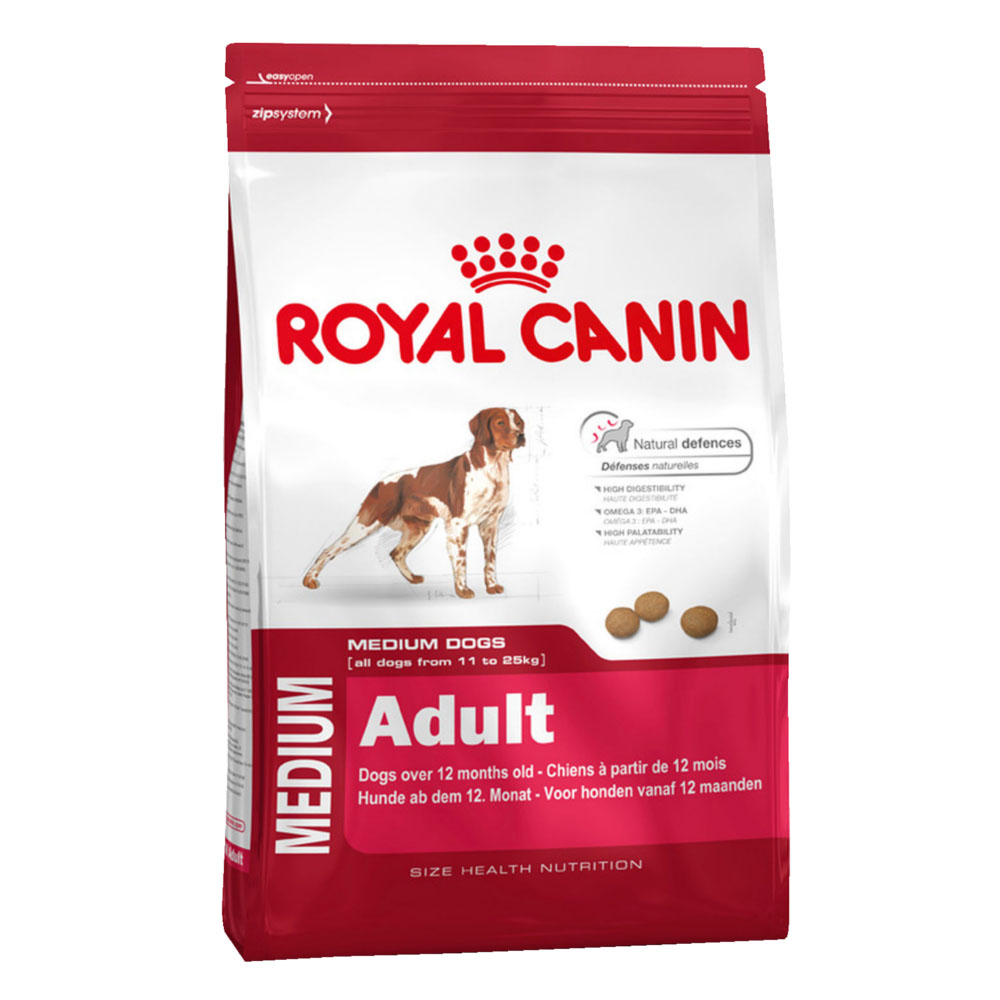 easyopen
zipsystem
ROYAL CANIN
Natural defences
Défenses naturelles
HIGH DIGESTIBILITY
HAUTE DIGESTIBILITÉ
OMEGA 3: EPA - DHA
OMÉGA 3 : EPA - DHA
HIGH PALATABILITY
HAUTE APPÉTENCE
MEDIUM DOGS
[all dogs from 11 to 25kg]
MEDIUM
Adult
Dogs over 12 months old - Chiens à partir de 12 mois
Hunde ab dem 12. Monat - Voor honden vanaf 12 maanden
SIZE HEALTH NUTRITION
Adult